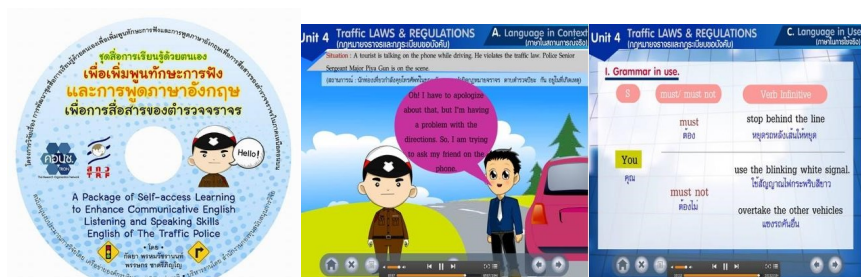 ชุดสื่อการเรียนรู้ด้วยตนเอง
เพื่อเพิ่มพูนทักษะการฟัง
และการพูดภาษาอังกฤษ
เพื่อการสื่อสารของตำรวจจราจร
Hello!
A Package of Self-access Learning
to Enhance Communicative English
Listening and Speaking Skills
English of The Traffic Police
• โดย •
Unit 4 Traffic LAWS & REGULATIONS
(กฎหมายจราจรและกฎระเบียบข้อบังคับ)
A. Language in Context
Situation : A tourist is talking on the phone while driving. He violates the traffic law. Police Senior
Sergeant Major Piya Gun is on the scene.
Oh! I have to apologize
about that, but I'm having
a problem with the
directions. So, I am trying
to ask my friend on the
phone.
Unit 4 Traffic LAWS & REGULATIONS
(กฎหมายจราจรและกฎระเบียบข้อบังคับ)
C. Language in Use
I. Grammar in use.
S must/ must not Verb Infinitive
must stop behind the line
ต้อง หยุดรถหลังเส้นให้หยุด
You
คุณ
use the blinking white signal.
must not ใช้สัญญาณไฟกระพริบสีขาว
ต้องไม่
overtake the other vehicles
แซงรถคันอื่น